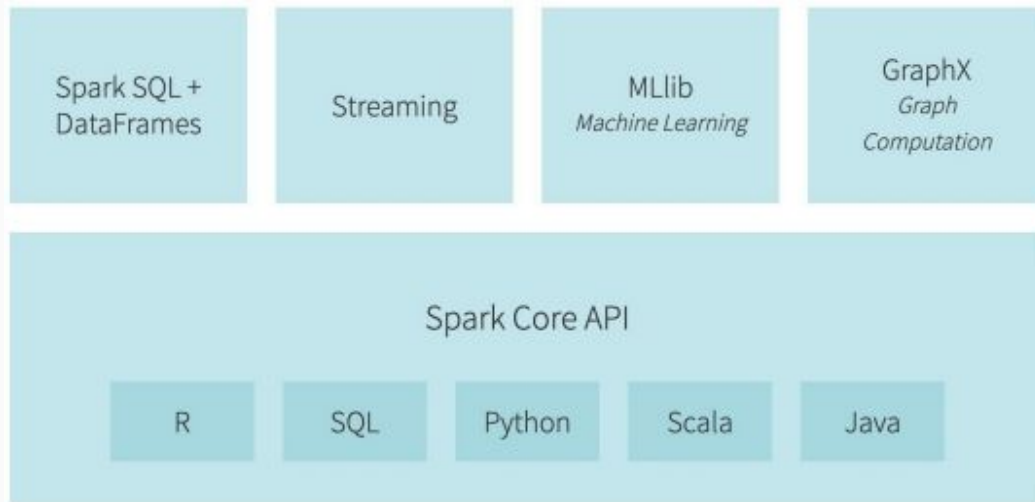 Spark SQL +
DataFrames
Streaming
MLlib
Machine Learning
GraphX
Graph
Computation
Spark Core API
R
SQL
Python
Scala
Java